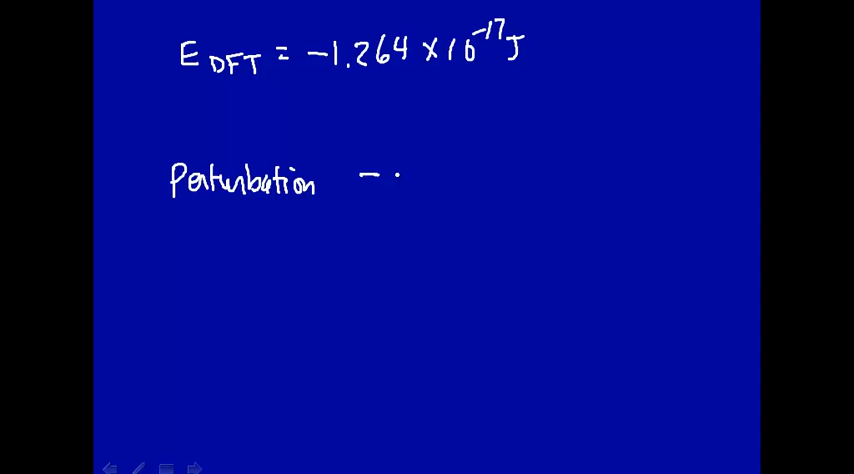 E DFT = -1.264 × 10^-17 J
Perturbation - .